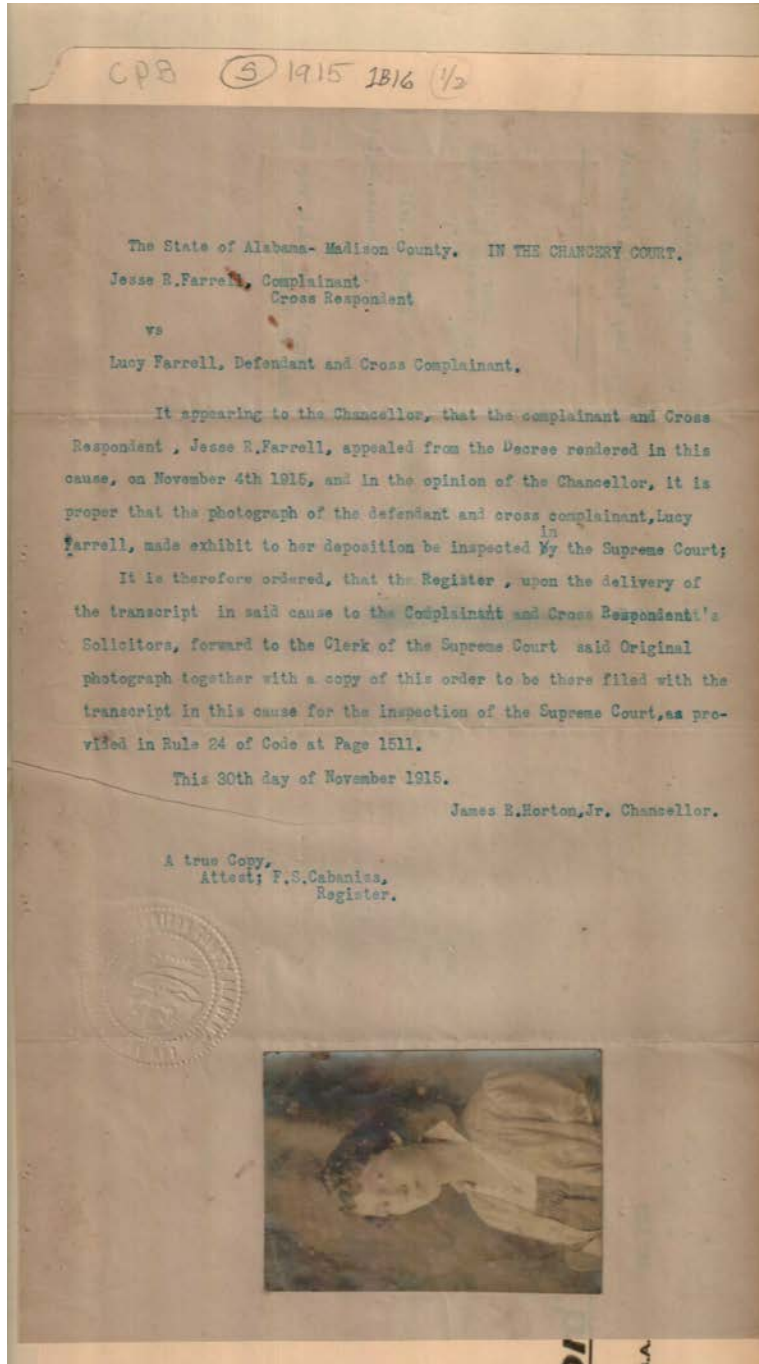 CPB (S) 1915 1B16 (1/2)
The State of Alabama- Madison County. IN THE CHANCERY COURT.
Jesse R.Farrell, Complainant
Cross Respondent
vs
Lucy Farrell, Defendant and Cross Complainant.
It appearing to the Chancellor, that the complainant and Cross
Respondent , Jesse R.Farrell, appealed from the Decree rendered in this
cause, on November 4th 1915, and in the opinion of the Chancellor, it is
proper that the photograph of the defendant and cross complainant,Lucy
in
Farrell, made exhibit to her deposition be inspected by the Supreme Court;
It is therefore ordered, that the Register , upon the delivery of
the transcript in said cause to the Complainant and Cross Respondentt's
Solicitors, forward to the Clerk of the Supreme Court said Original
photograph together with a copy of this order to be there filed with the
transcript in this cause for the inspection of the Supreme Court,as pro-
vided in Rule 24 of Code at Page 1511.
This 30th day of November 1915.
James E.Horton,Jr. Chancellor.
A true Copy,
Attest; F.S.Cabaniss,
Register.